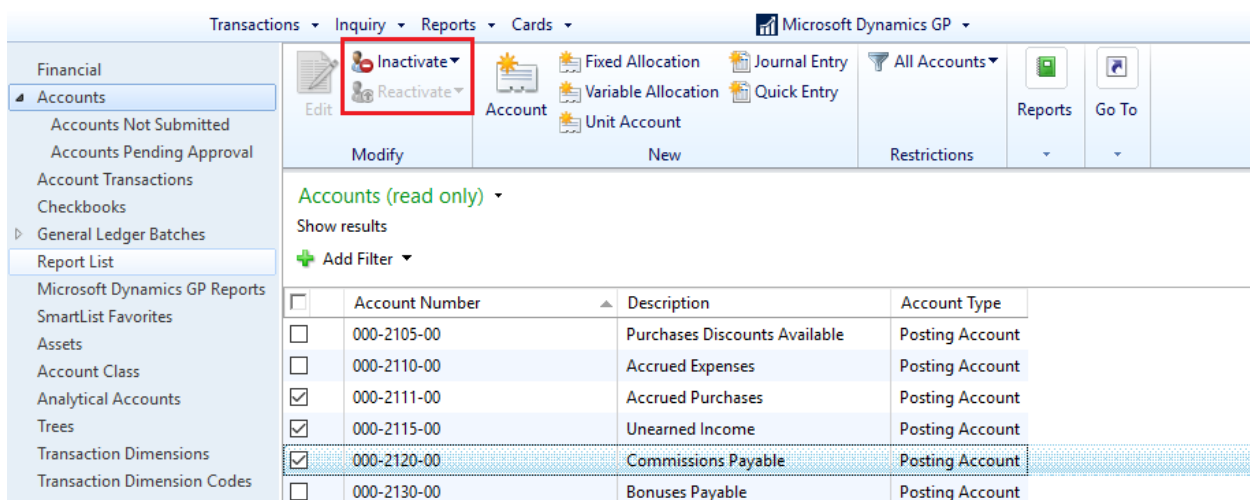 Transactions Inquiry Reports Cards Microsoft Dynamics GP
Financial
Accounts
Accounts Not Submitted
Accounts Pending Approval
Account Transactions
Checkbooks
General Ledger Batches
Report List
Microsoft Dynamics GP Reports
SmartList Favorites
Assets
Account Class
Analytical Accounts
Trees
Transaction Dimensions
Transaction Dimension Codes
Edit
Inactivate
Reactivate
Modify
Account
Fixed Allocation
Variable Allocation
Unit Account
Journal Entry
Quick Entry
New
All Accounts
Restrictions
Reports
Go To
Accounts (read only)
Show results
Add Filter
Account Number Description Account Type
000-2105-00 Purchases Discounts Available Posting Account
000-2110-00 Accrued Expenses Posting Account
000-2111-00 Accrued Purchases Posting Account
000-2115-00 Unearned Income Posting Account
000-2120-00 Commissions Payable Posting Account
000-2130-00 Bonuses Payable Posting Account